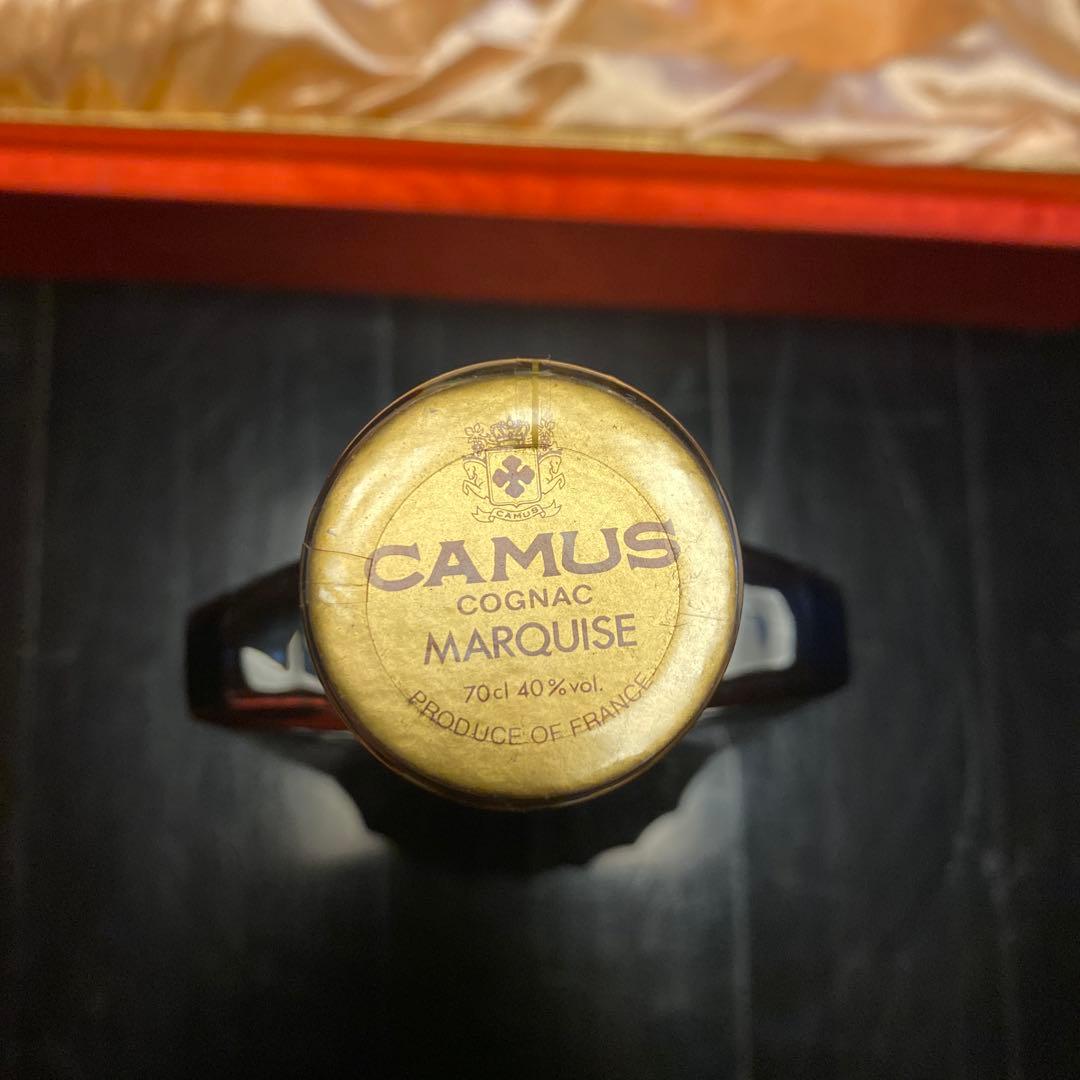 CAMUS
CAMUS
COGNAC
MARQUISE
70cl 40%vol.
PRODUCE OF FRANCE